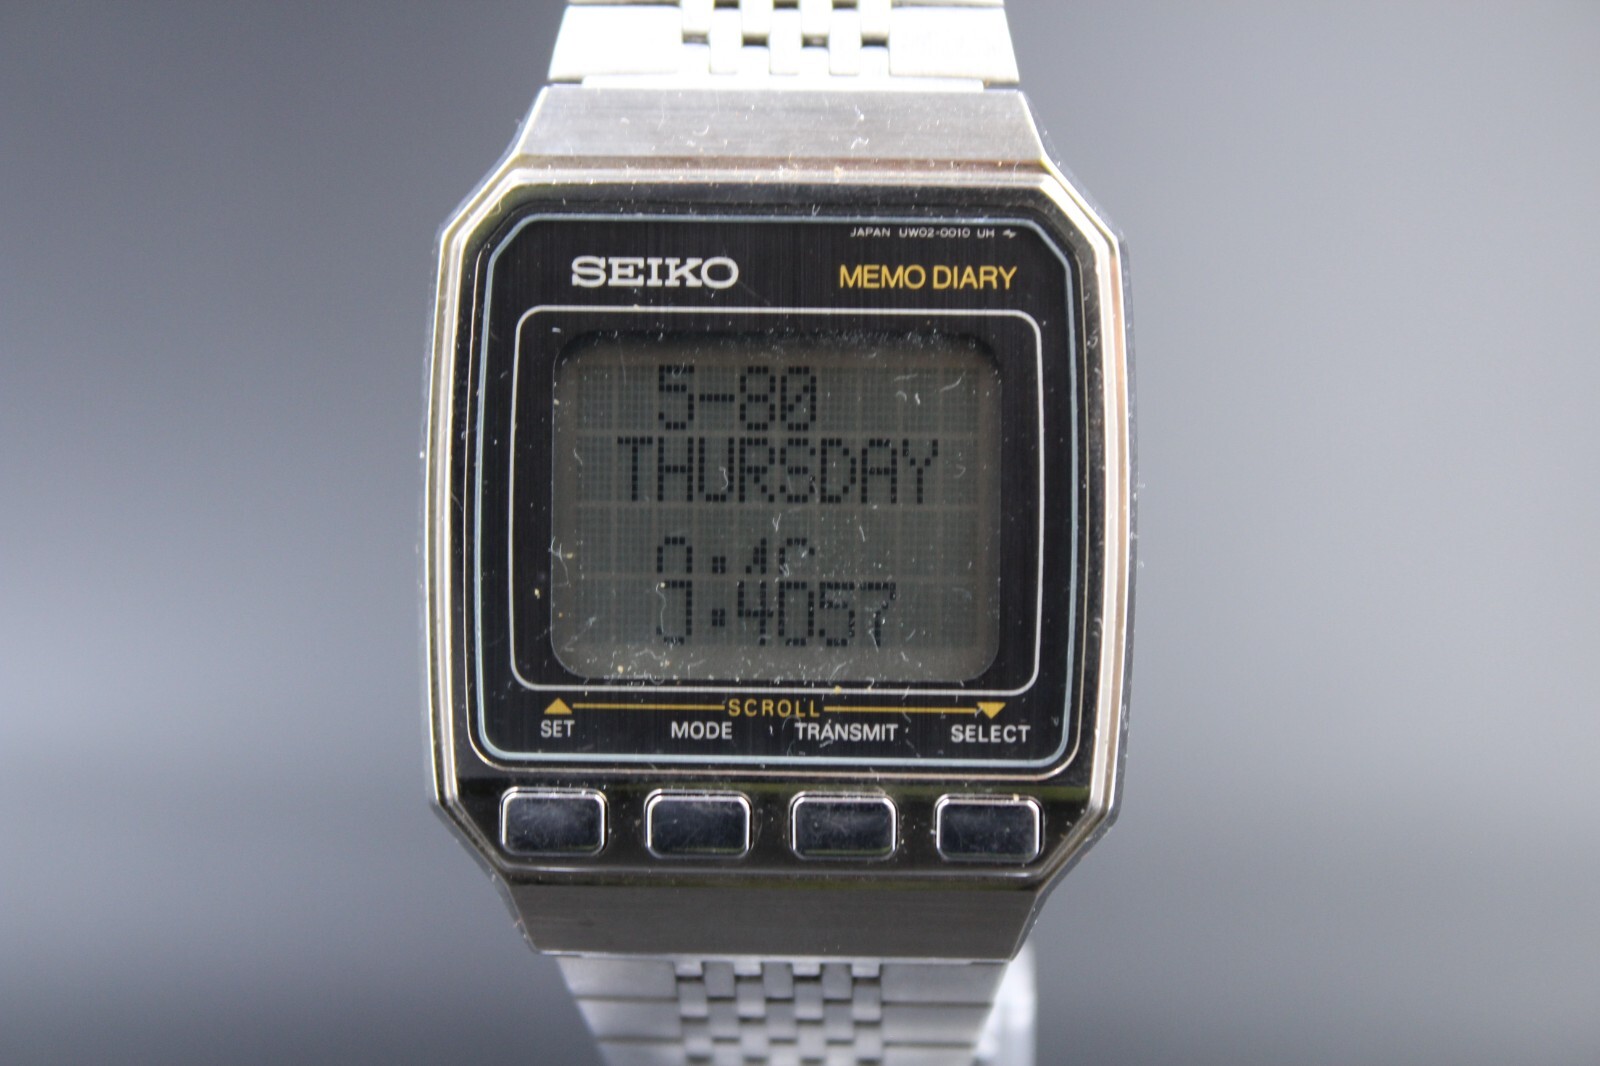 JAPAN UW02-0010 UH
SEIKO MEMO DIARY
5-80
THURSDAY
SCROLL
SET MODE TRANSMIT SELECT